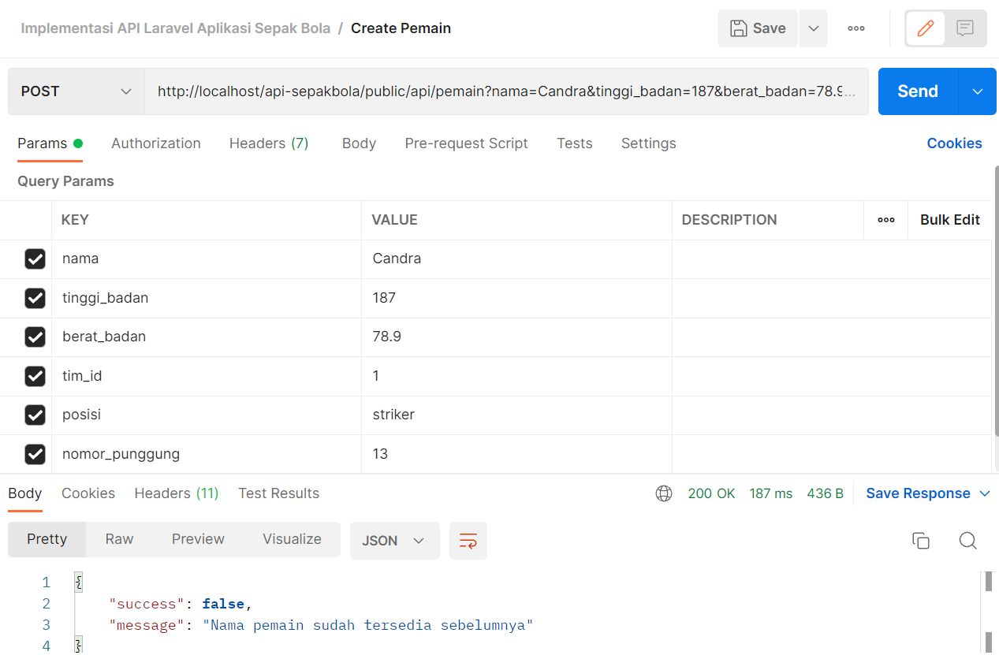 Implementasi API Laravel Aplikasi Sepak Bola / Create Pemain
Save
POST
http://localhost/api-sepakbola/public/api/pemain?nama=Candra&tinggi_badan=187&berat_badan=78.9...
Send
Params
Authorization
Headers (7)
Body
Pre-request Script
Tests
Settings
Cookies
Query Params
KEY VALUE DESCRIPTION Bulk Edit
nama Candra
tinggi_badan 187
berat_badan 78.9
tim_id 1
posisi striker
nomor_punggung 13
Body Cookies Headers (11) Test Results 200 OK 187 ms 436 B Save Response
Pretty Raw Preview Visualize JSON
1 {
2 "success": false,
3 "message": "Nama pemain sudah tersedia sebelumnya"
4 }